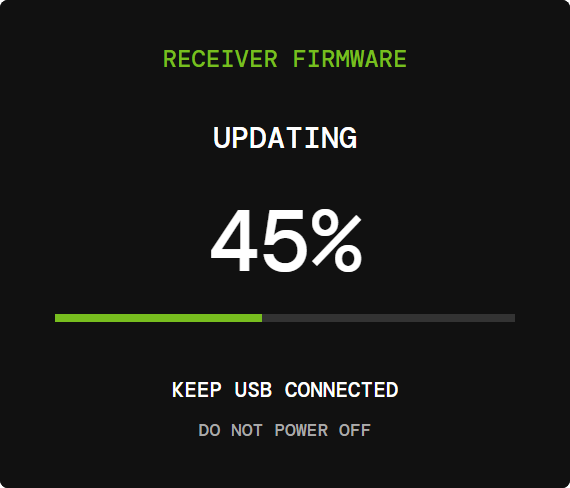 RECEIVER FIRMWARE
UPDATING
45%
KEEP USB CONNECTED
DO NOT POWER OFF